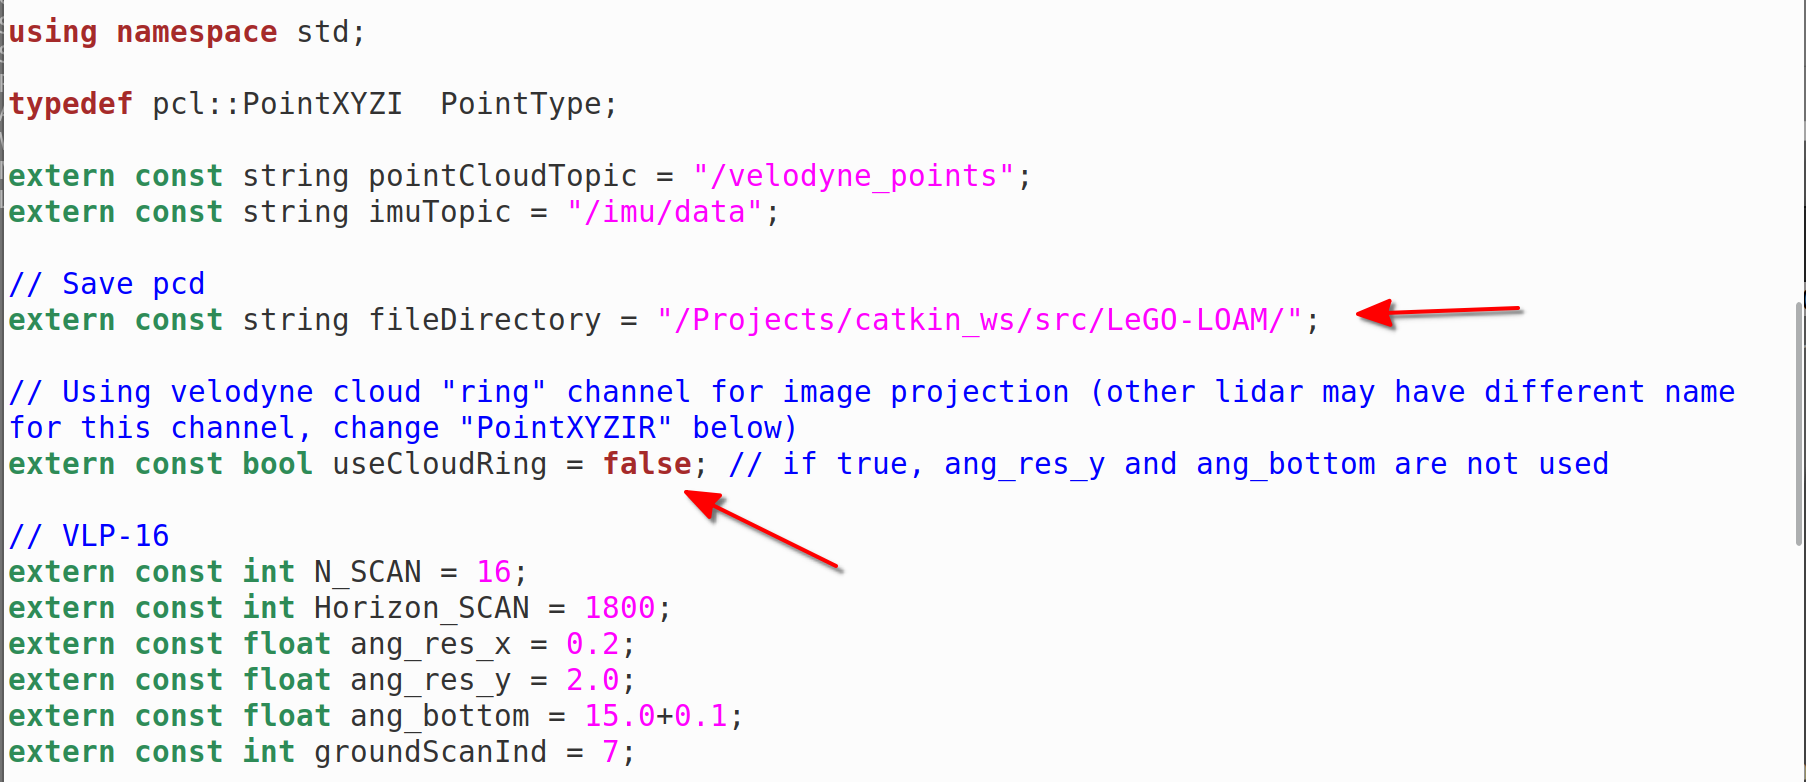 using namespace std;
typedef pcl::PointXYZI  PointType;
extern const string pointCloudTopic = "/velodyne_points";
extern const string imuTopic = "/imu/data";
// Save pcd
extern const string fileDirectory = "/Projects/catkin_ws/src/LeGO-LOAM/";
// Using velodyne cloud "ring" channel for image projection (other lidar may have different name
for this channel, change "PointXYZIR" below)
extern const bool useCloudRing = false; // if true, ang_res_y and ang_bottom are not used
// VLP-16
extern const int N_SCAN = 16;
extern const int Horizon_SCAN = 1800;
extern const float ang_res_x = 0.2;
extern const float ang_res_y = 2.0;
extern const float ang_bottom = 15.0+0.1;
extern const int groundScanInd = 7;